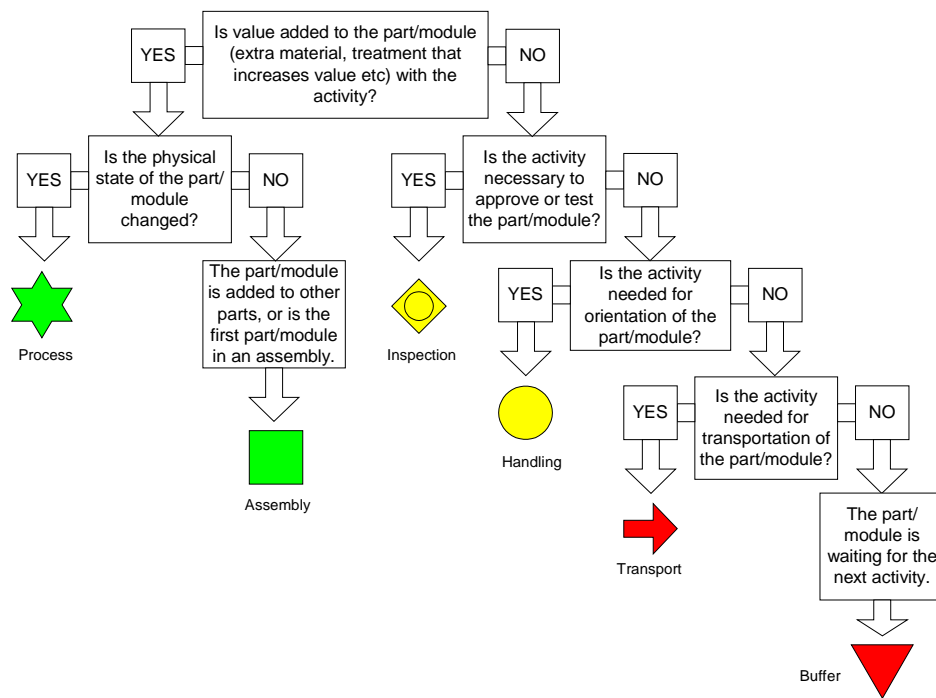 Is value added to the part/module
(extra material, treatment that
increases value etc) with the
activity?
YES
NO
Is the physical
state of the part/
module
changed?
YES
NO
Is the activity
necessary to
approve or test
the part/module?
YES
NO
The part/module
is added to other
parts, or is the
first part/module
in an assembly.
Is the activity
needed for
orientation of the
part/module?
YES
NO
Process
Inspection
Is the activity
needed for
transportation of
the part/module?
YES
NO
Handling
Assembly
The part/
module is
waiting for the
next activity.
Transport
Buffer